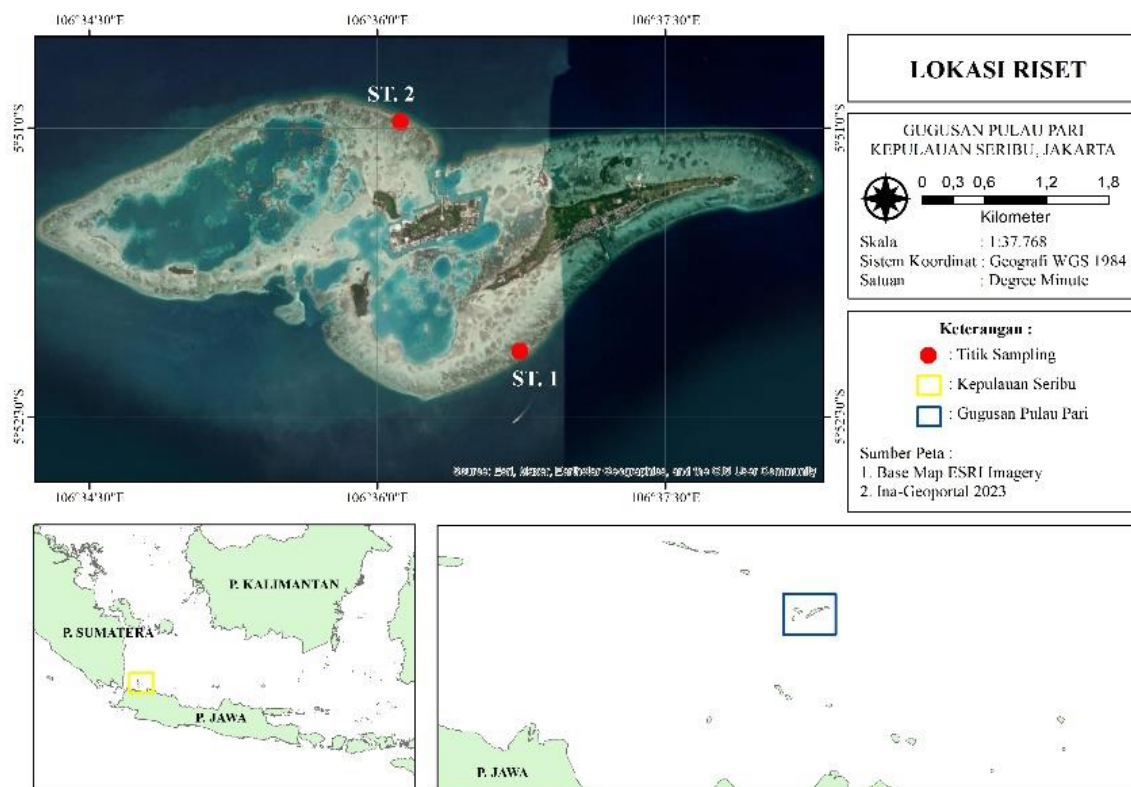 106°34'30"E 106°36'0"E 106°37'30"E
5°51'0"S
5°52'30"S
ST. 2
ST. 1
Source: Esri, Maxar, Earthstar Geographics, and the GIS User Community
5°51'0"S
5°52'30"S
106°34'30"E 106°36'0"E 106°37'30"E
LOKASI RISET
GUGUSAN PULAU PARI
KEPULAUAN SERIBU, JAKARTA
0 0,3 0,6 1,2 1,8
Kilometer
Skala : 1:37.768
Sistem Koordinat : Geografi WGS 1984
Satuan : Degree Minute
Keterangan :
: Titik Sampling
: Kepulauan Seribu
: Gugusan Pulau Pari
Sumber Peta :
1. Base Map ESRI Imagery
2. Ina-Geoportal 2023
P. KALIMANTAN
P. SUMATERA
P. JAWA
P. JAWA